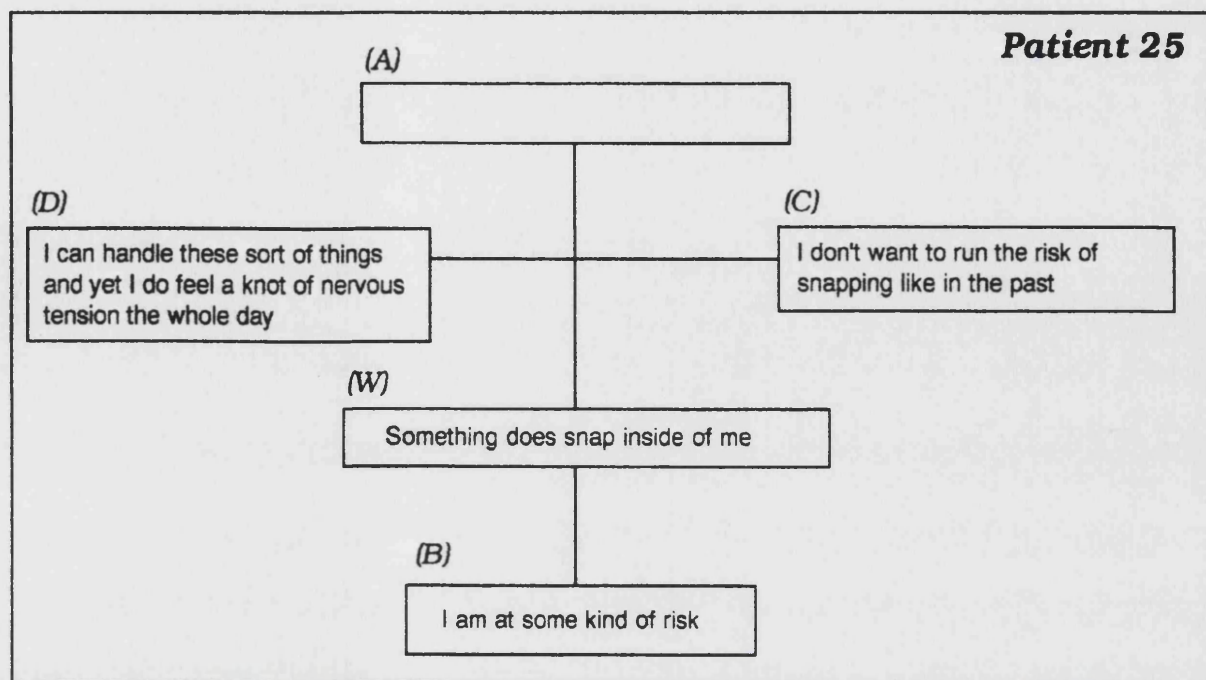 Patient 25
(A)
(D)
I can handle these sort of things
and yet I do feel a knot of nervous
tension the whole day
(C)
I don't want to run the risk of
snapping like in the past
(W)
Something does snap inside of me
(B)
I am at some kind of risk